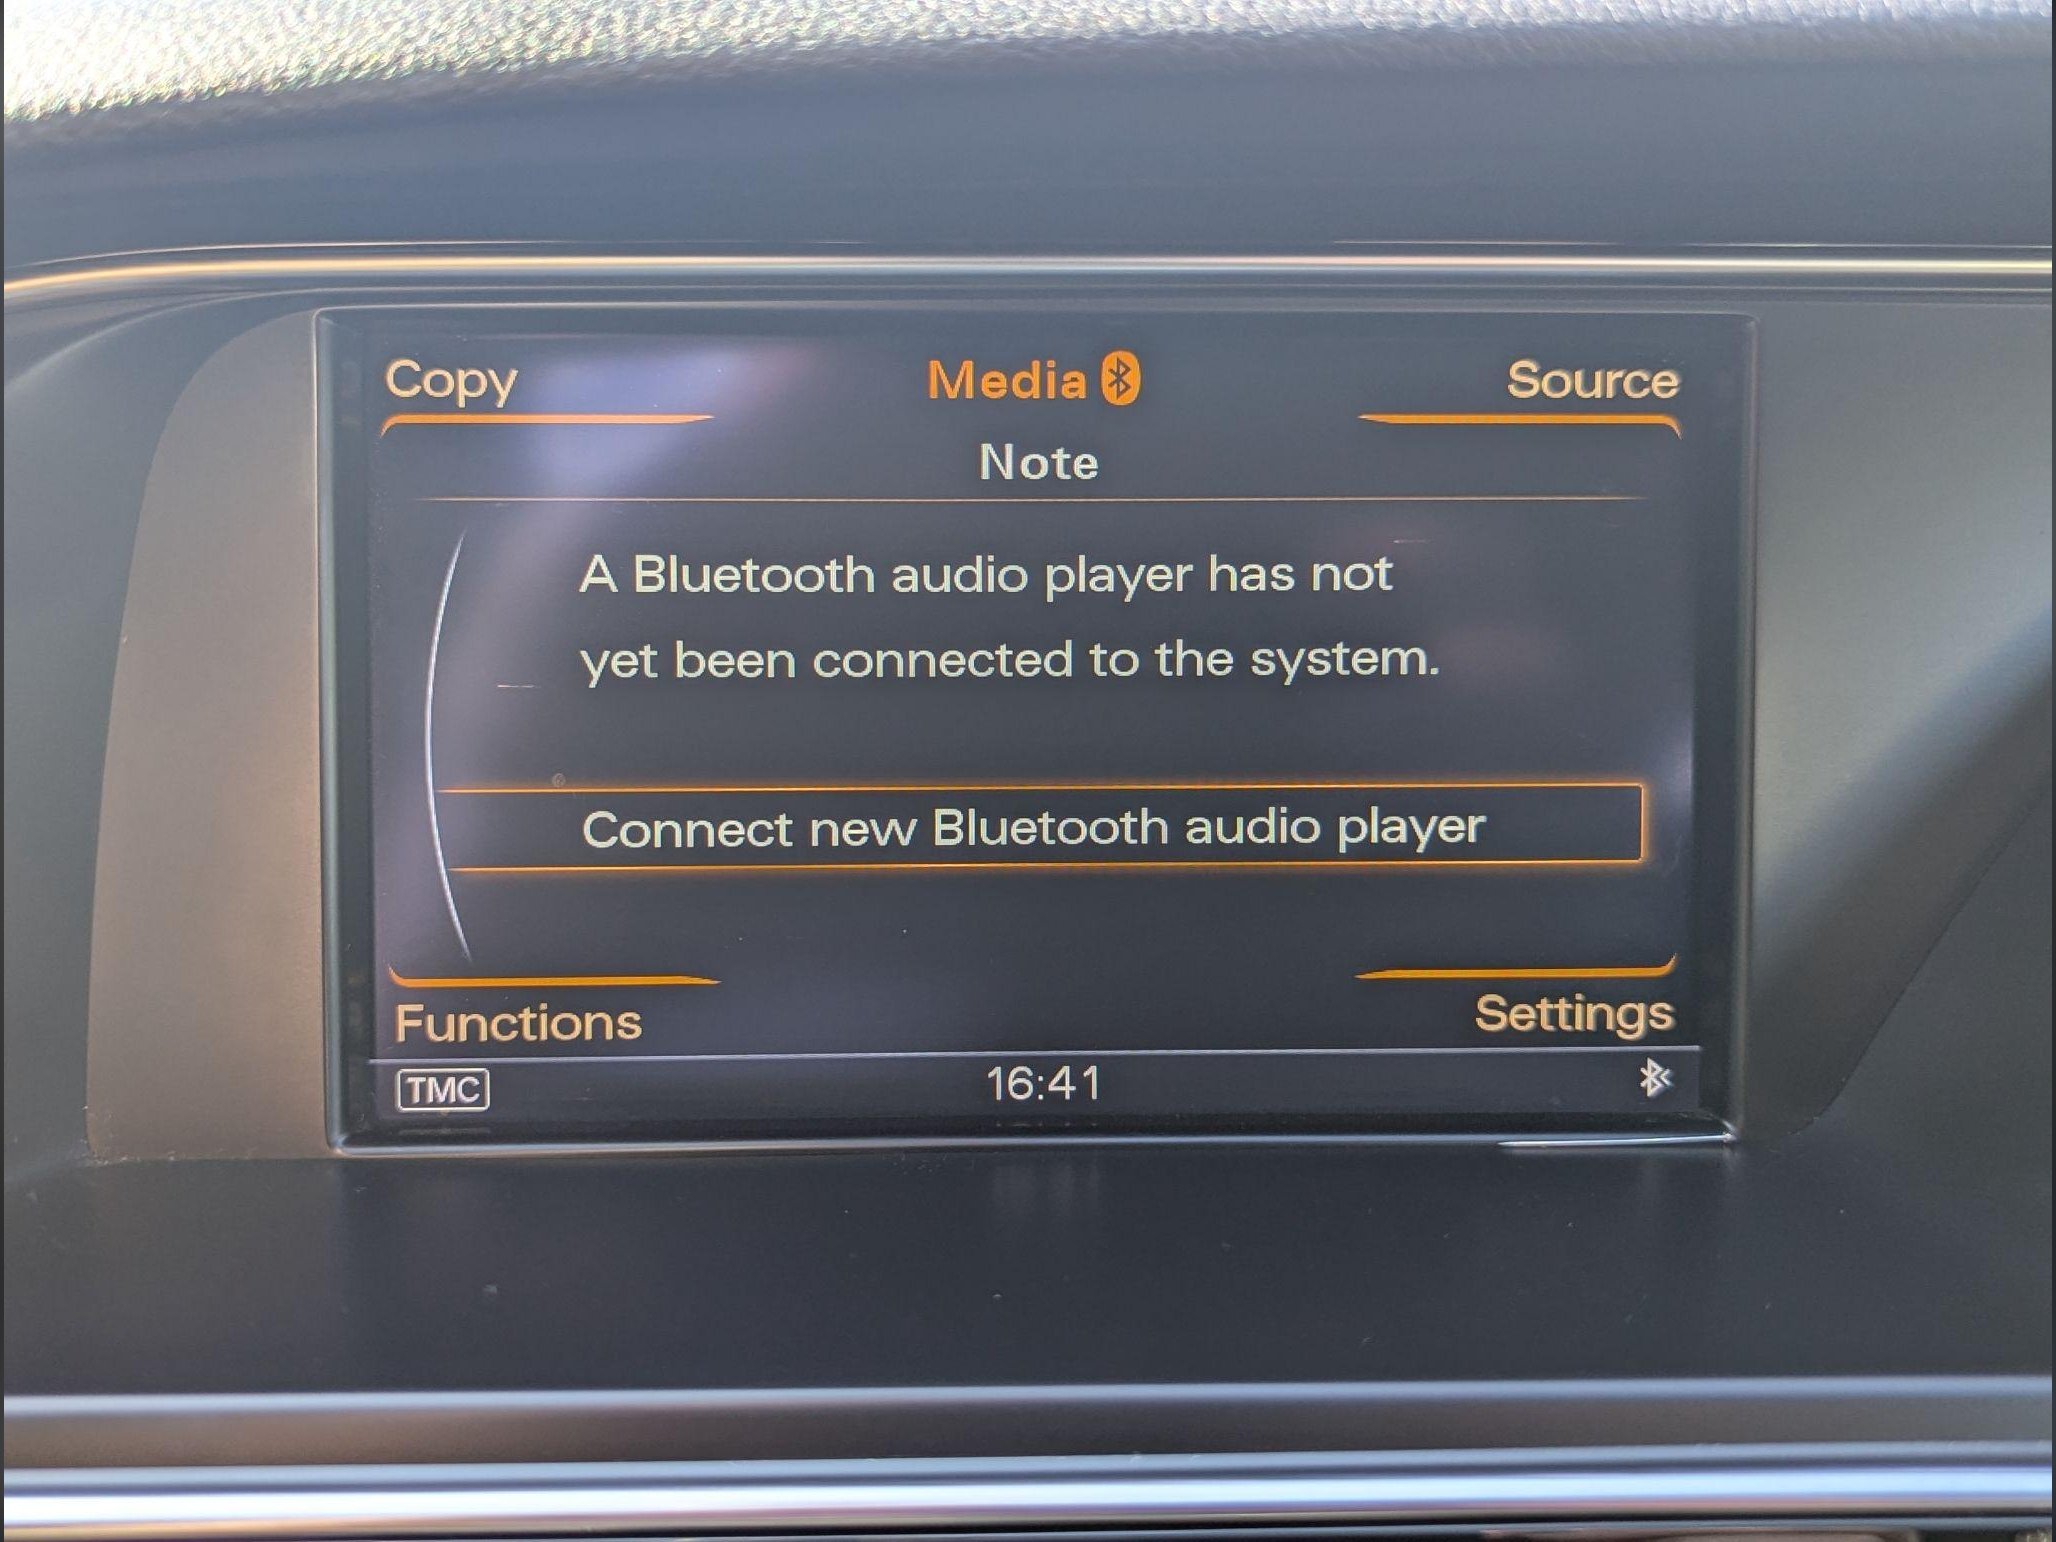 Copy
Media
Source
Note
A Bluetooth audio player has not
yet been connected to the system.
Connect new Bluetooth audio player
Functions
Settings
TMC
16:41